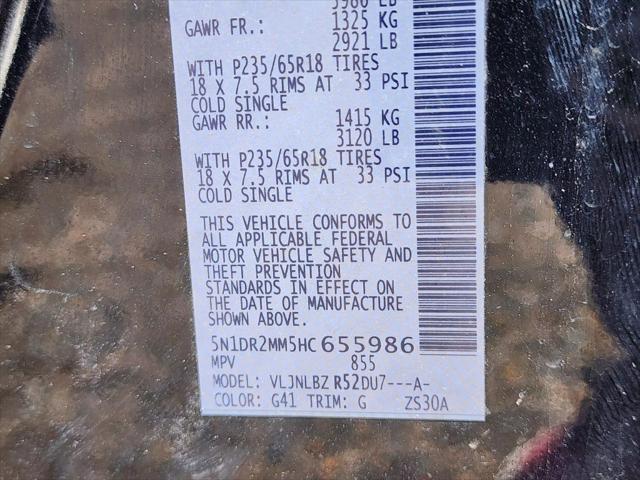 5980 LB
GAWR FR.: 1325 KG
2921 LB
WITH P235/65R18 TIRES
18 X 7.5 RIMS AT 33 PSI
COLD SINGLE
GAWR RR.: 1415 KG
3120 LB
WITH P235/65R18 TIRES
18 X 7.5 RIMS AT 33 PSI
COLD SINGLE
THIS VEHICLE CONFORMS TO
ALL APPLICABLE FEDERAL
MOTOR VEHICLE SAFETY AND
THEFT PREVENTION
STANDARDS IN EFFECT ON
THE DATE OF MANUFACTURE
SHOWN ABOVE.
5N1DR2MM5HC655986
MPV 855
MODEL: VLJNLBZ R52DU7---A-
COLOR: G41 TRIM: G ZS30A